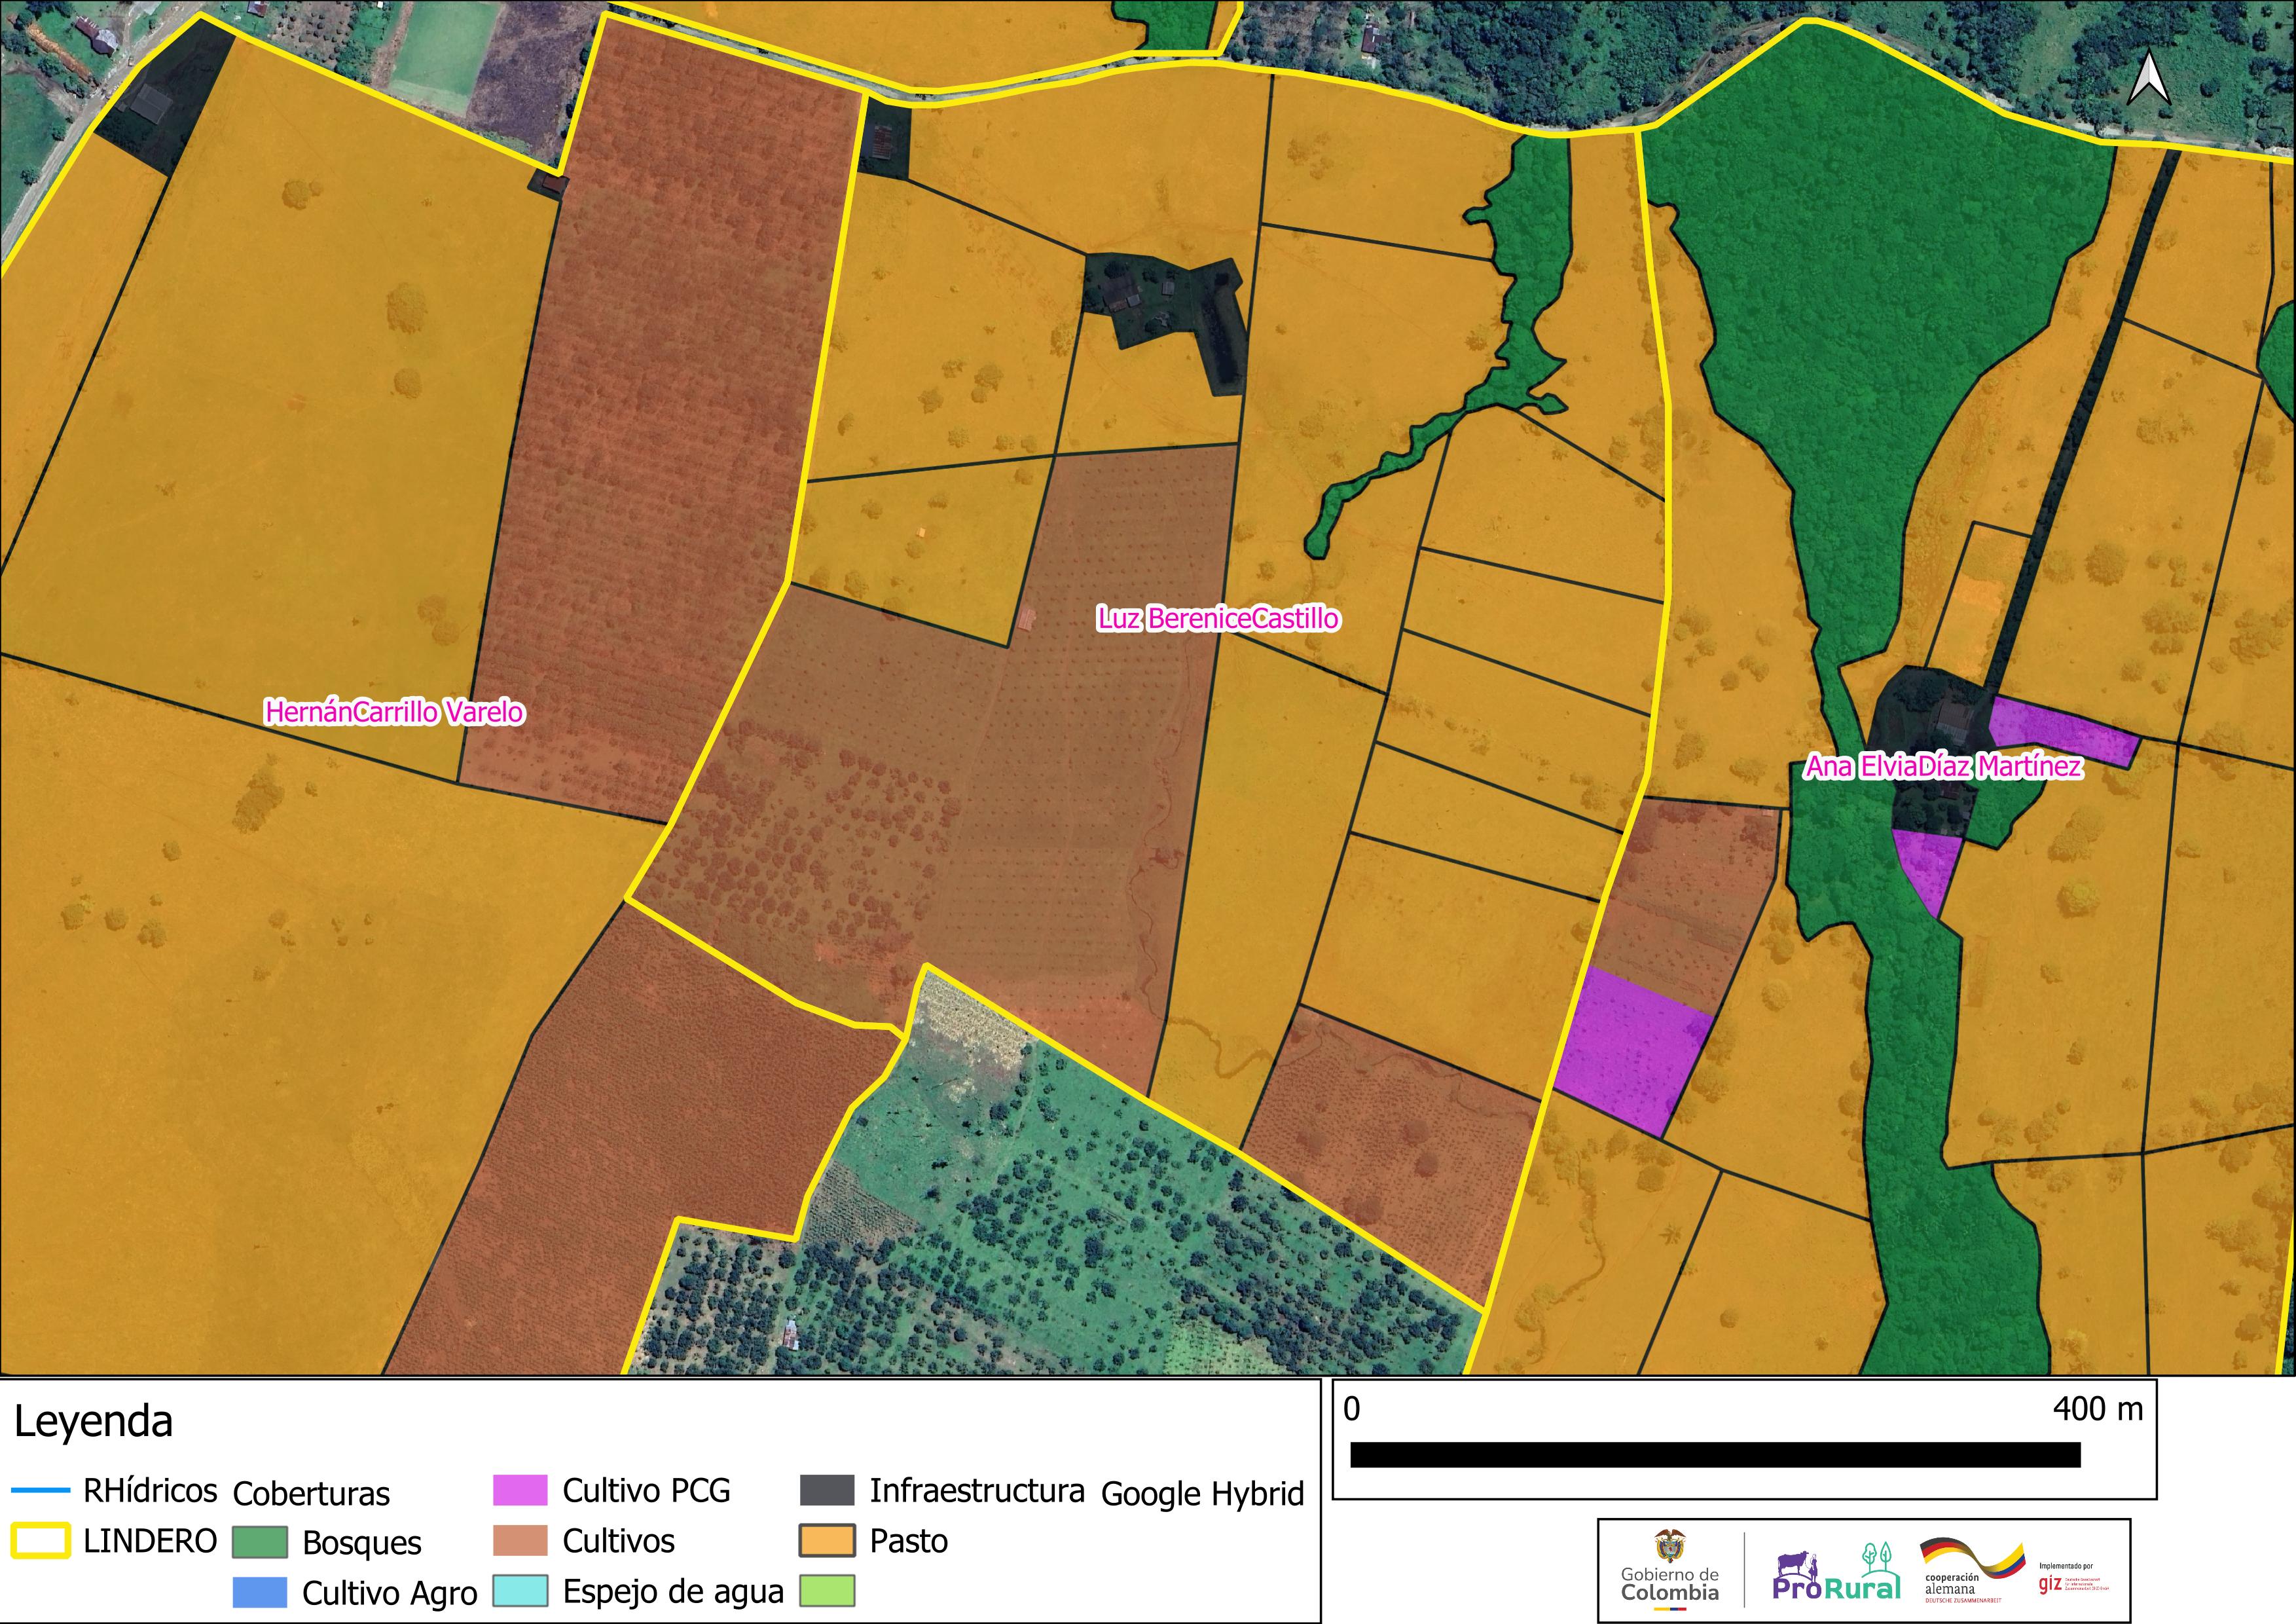 Luz BereniceCastillo
HernánCarrillo Varelo
Ana ElviaDíaz Martínez
Leyenda
RHídricos
LINDERO
Coberturas
Bosques
Cultivo Agro
Cultivo PCG
Cultivos
Espejo de agua
Infraestructura
Pasto
Google Hybrid
0 400 m
Gobierno de
Colombia
ProRural
cooperación
alemana
DEUTSCHE ZUSAMMENARBEIT
Implementado por
giz